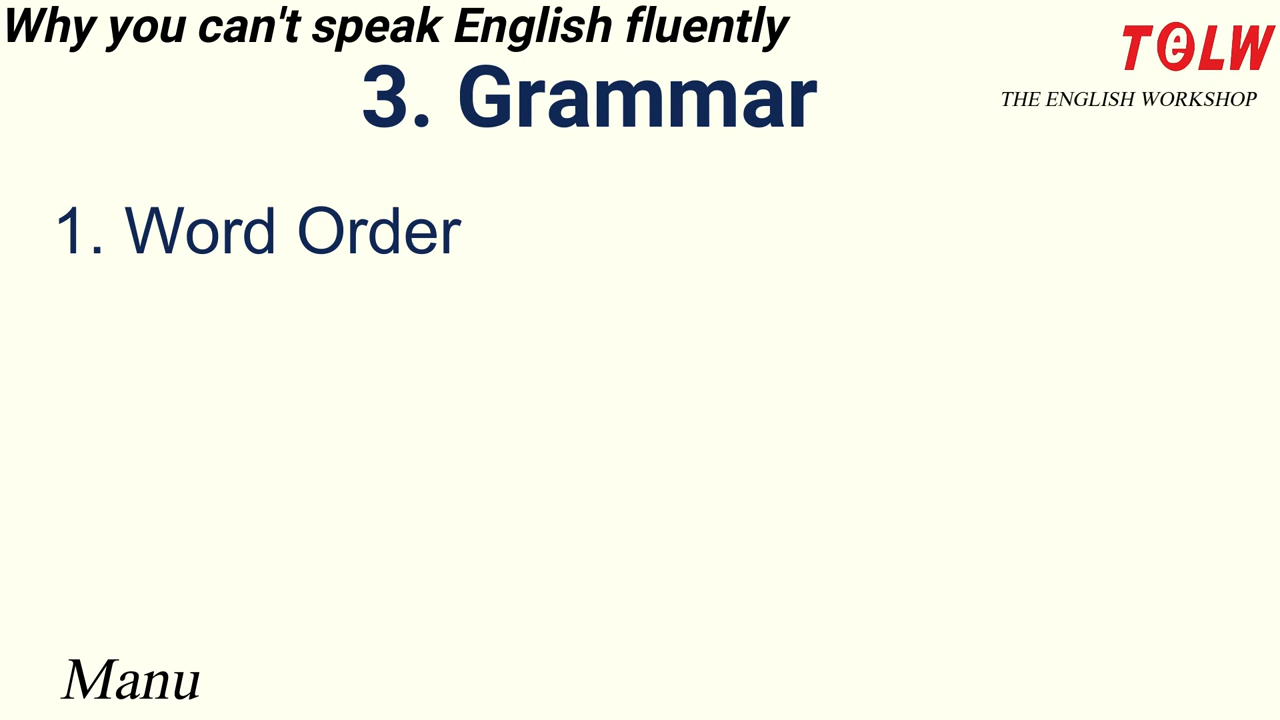 Why you can't speak English fluently
3. Grammar
TeLW
THE ENGLISH WORKSHOP
1. Word Order
Manu